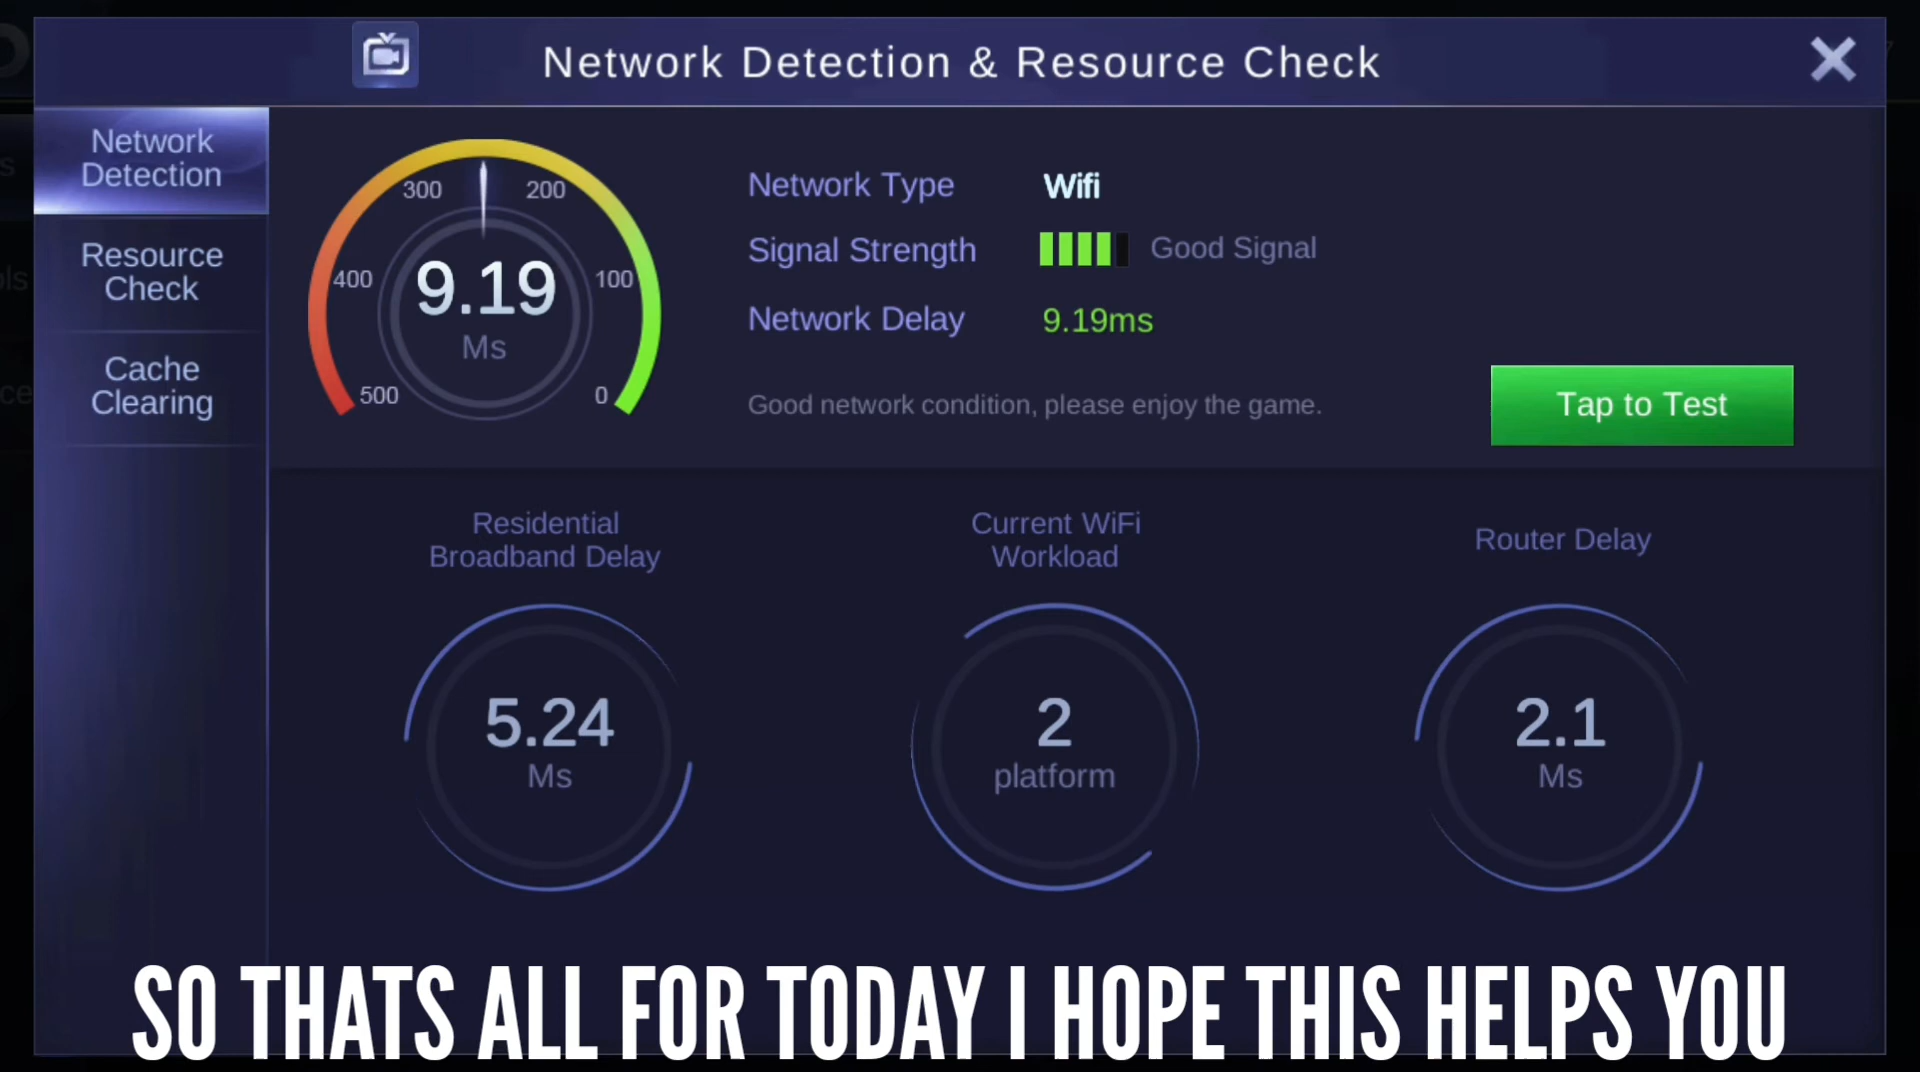 Network Detection & Resource Check
Network
Detection
Resource
Check
Cache
Clearing
300
200
400
100
500
0
9.19
Ms
Network Type
Wifi
Signal Strength
Good Signal
Network Delay
9.19ms
Good network condition, please enjoy the game.
Tap to Test
Residential
Broadband Delay
5.24
Ms
Current WiFi
Workload
2
platform
Router Delay
2.1
Ms
SO THATS ALL FOR TODAY I HOPE THIS HELPS YOU